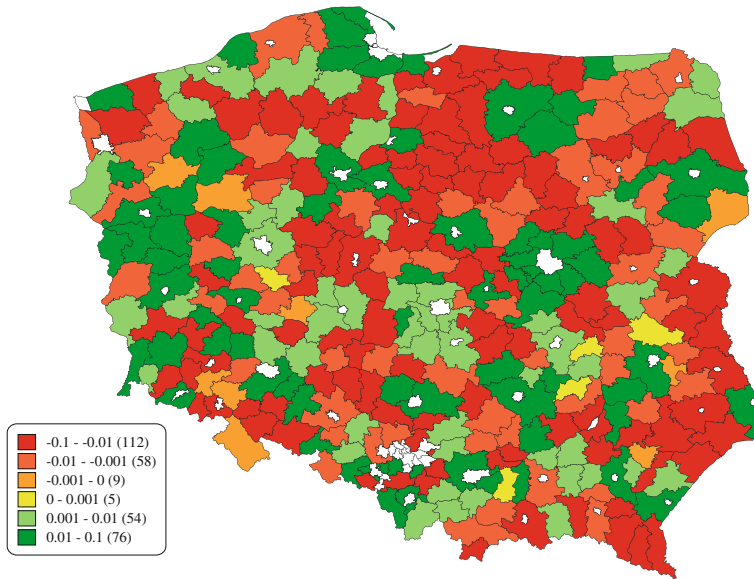 -0.1 - -0.01 (112)
-0.01 - -0.001 (58)
-0.001 - 0 (9)
0 - 0.001 (5)
0.001 - 0.01 (54)
0.01 - 0.1 (76)